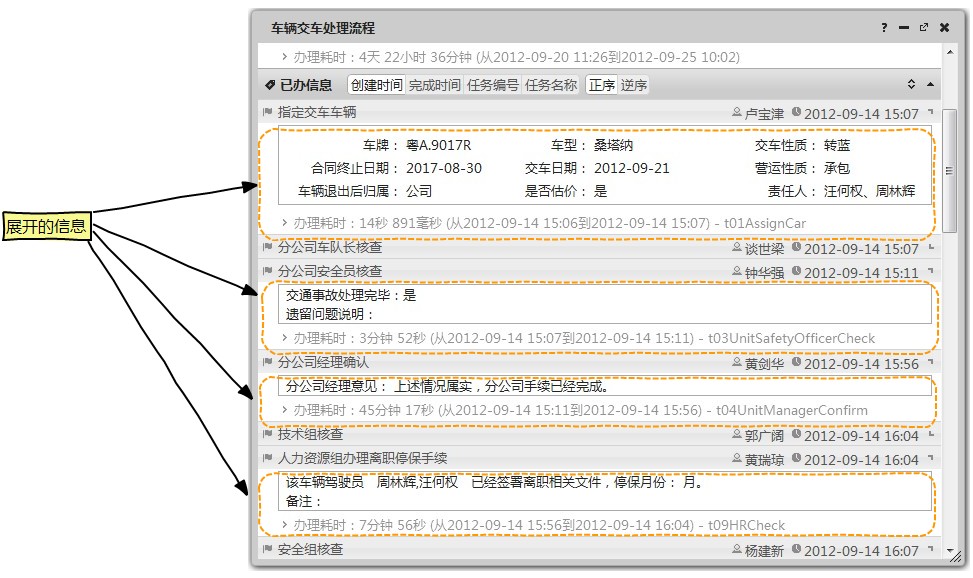 车辆交车处理流程
办理耗时：4天 22小时 36分钟 (从2012-09-20 11:26到2012-09-25 10:02)
已办信息 创建时间 完成时间 任务编号 任务名称 正序 逆序
指定交车车辆 卢宝津 2012-09-14 15:07
车牌： 粤A.9017R 车型： 桑塔纳 交车性质： 转蓝
合同终止日期： 2017-08-30 交车日期： 2012-09-21 营运性质： 承包
车辆退出后归属： 公司 是否估价： 是 责任人： 汪何权、周林辉
办理耗时：14秒 891毫秒 (从2012-09-14 15:06到2012-09-14 15:07) - t01AssignCar
展开的信息
分公司车队长核查 谈世梁 2012-09-14 15:07
分公司安全员核查 钟华强 2012-09-14 15:11
交通事故处理完毕：是
遗留问题说明：
办理耗时：3分钟 52秒 (从2012-09-14 15:07到2012-09-14 15:11) - t03UnitSafetyOfficerCheck
分公司经理确认 黄剑华 2012-09-14 15:56
分公司经理意见： 上述情况属实，分公司手续已经完成。
办理耗时：45分钟 17秒 (从2012-09-14 15:11到2012-09-14 15:56) - t04UnitManagerConfirm
技术组核查 郭广阔 2012-09-14 16:04
人力资源组办理离职停保手续 黄瑞琼 2012-09-14 16:04
该车辆驾驶员 周林辉,汪何权 已经签署离职相关文件，停保月份： 月。
备注：
办理耗时：7分钟 56秒 (从2012-09-14 15:56到2012-09-14 16:04) - t09HRCheck
安全组核查 杨建新 2012-09-14 16:07